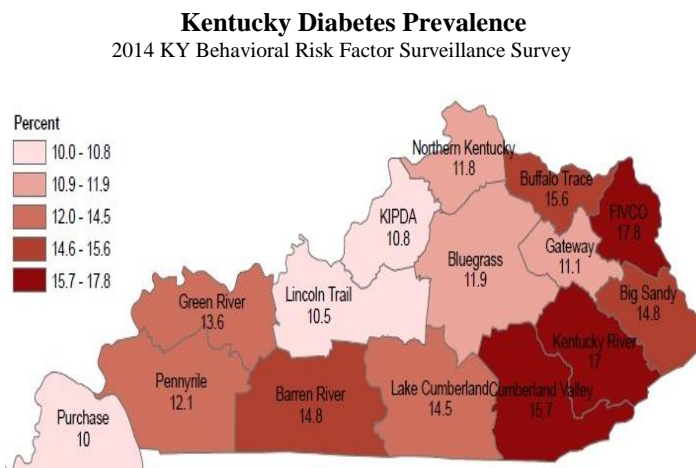 Kentucky Diabetes Prevalence
2014 KY Behavioral Risk Factor Surveillance Survey
Percent
10.0 - 10.8
10.9 - 11.9
12.0 - 14.5
14.6 - 15.6
15.7 - 17.8
Northern Kentucky
11.8
Buffalo Trace
15.6
FIVCO
17.8
KIPDA
10.8
Gateway
11.1
Bluegrass
11.9
Big Sandy
14.8
Green River
13.6
Lincoln Trail
10.5
Kentucky River
17
Pennyrile
12.1
Barren River
14.8
Lake Cumberland
14.5
Cumberland Valley
15.7
Purchase
10